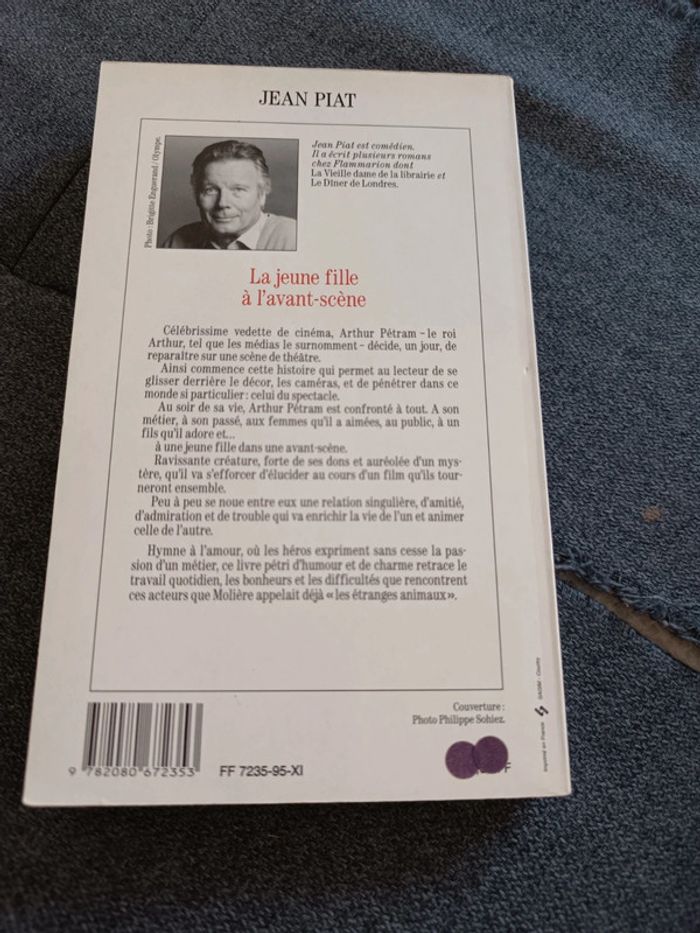 JEAN PIAT
Photo : Brigitte Enguerand / Olympe.
Jean Piat est comédien.
Il a écrit plusieurs romans
chez Flammarion dont
La Vieille dame de la librairie et
Le Dîner de Londres.
La jeune fille
à l'avant-scène
Célébrissime vedette de cinéma, Arthur Pétram – le roi
Arthur, tel que les médias le surnomment – décide, un jour, de
reparaître sur une scène de théâtre.
Ainsi commence cette histoire qui permet au lecteur de se
glisser derrière le décor, les caméras, et de pénétrer dans ce
monde si particulier : celui du spectacle.
Au soir de sa vie, Arthur Pétram est confronté à tout. A son
métier, à son passé, aux femmes qu'il a aimées, au public, à un
fils qu'il adore et...
à une jeune fille dans une avant-scène.
Ravissante créature, forte de ses dons et auréolée d'un mys-
tère, qu'il va s'efforcer d'élucider au cours d'un film qu'ils tour-
neront ensemble.
Peu à peu se noue entre eux une relation singulière, d'amitié,
d'admiration et de trouble qui va enrichir la vie de l'un et animer
celle de l'autre.
Hymne à l'amour, où les héros expriment sans cesse la pas-
sion d'un métier, ce livre pétri d'humour et de charme retrace le
travail quotidien, les bonheurs et les difficultés que rencontrent
ces acteurs que Molière appelait déjà « les étranges animaux ».
Couverture :
Photo Philippe Sohiez.
9 782080 672353
FF 7235-95-XI
F
Imprimé en France